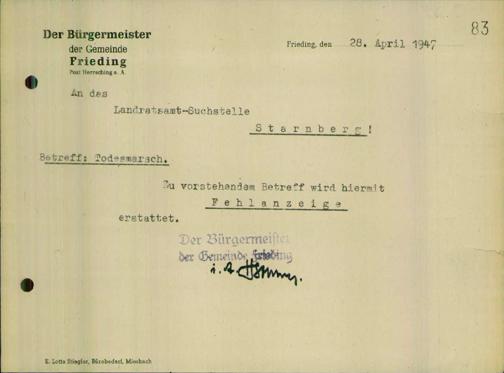 83
Der Bürgermeister
der Gemeinde
Frieding
Post Herrsching a. A.
Frieding, den 28. April 1947
An das
Landratsamt-Suchstelle
Starnberg!
Betreff: Todesmarsch.
Zu vorstehendem Betreff wird hiermit
Fehlanzeige
erstattet.
Der Bürgermeister
der Gemeinde Frieding
i. A.
E. Lotte Stiegler, Bürobedarf, Miesbach